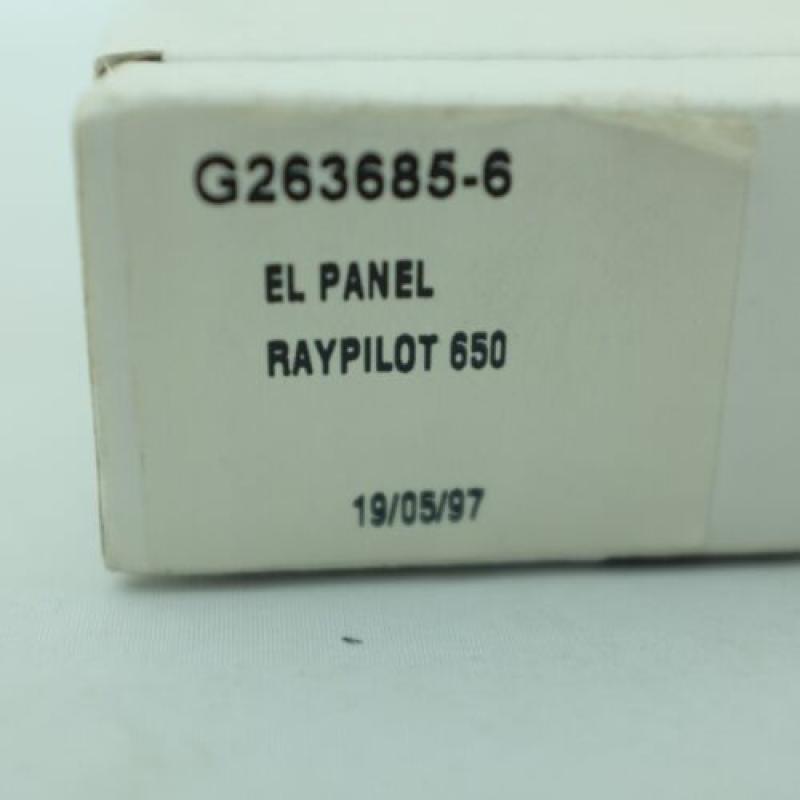 G263685-6
EL PANEL
RAYPILOT 650
19/05/97